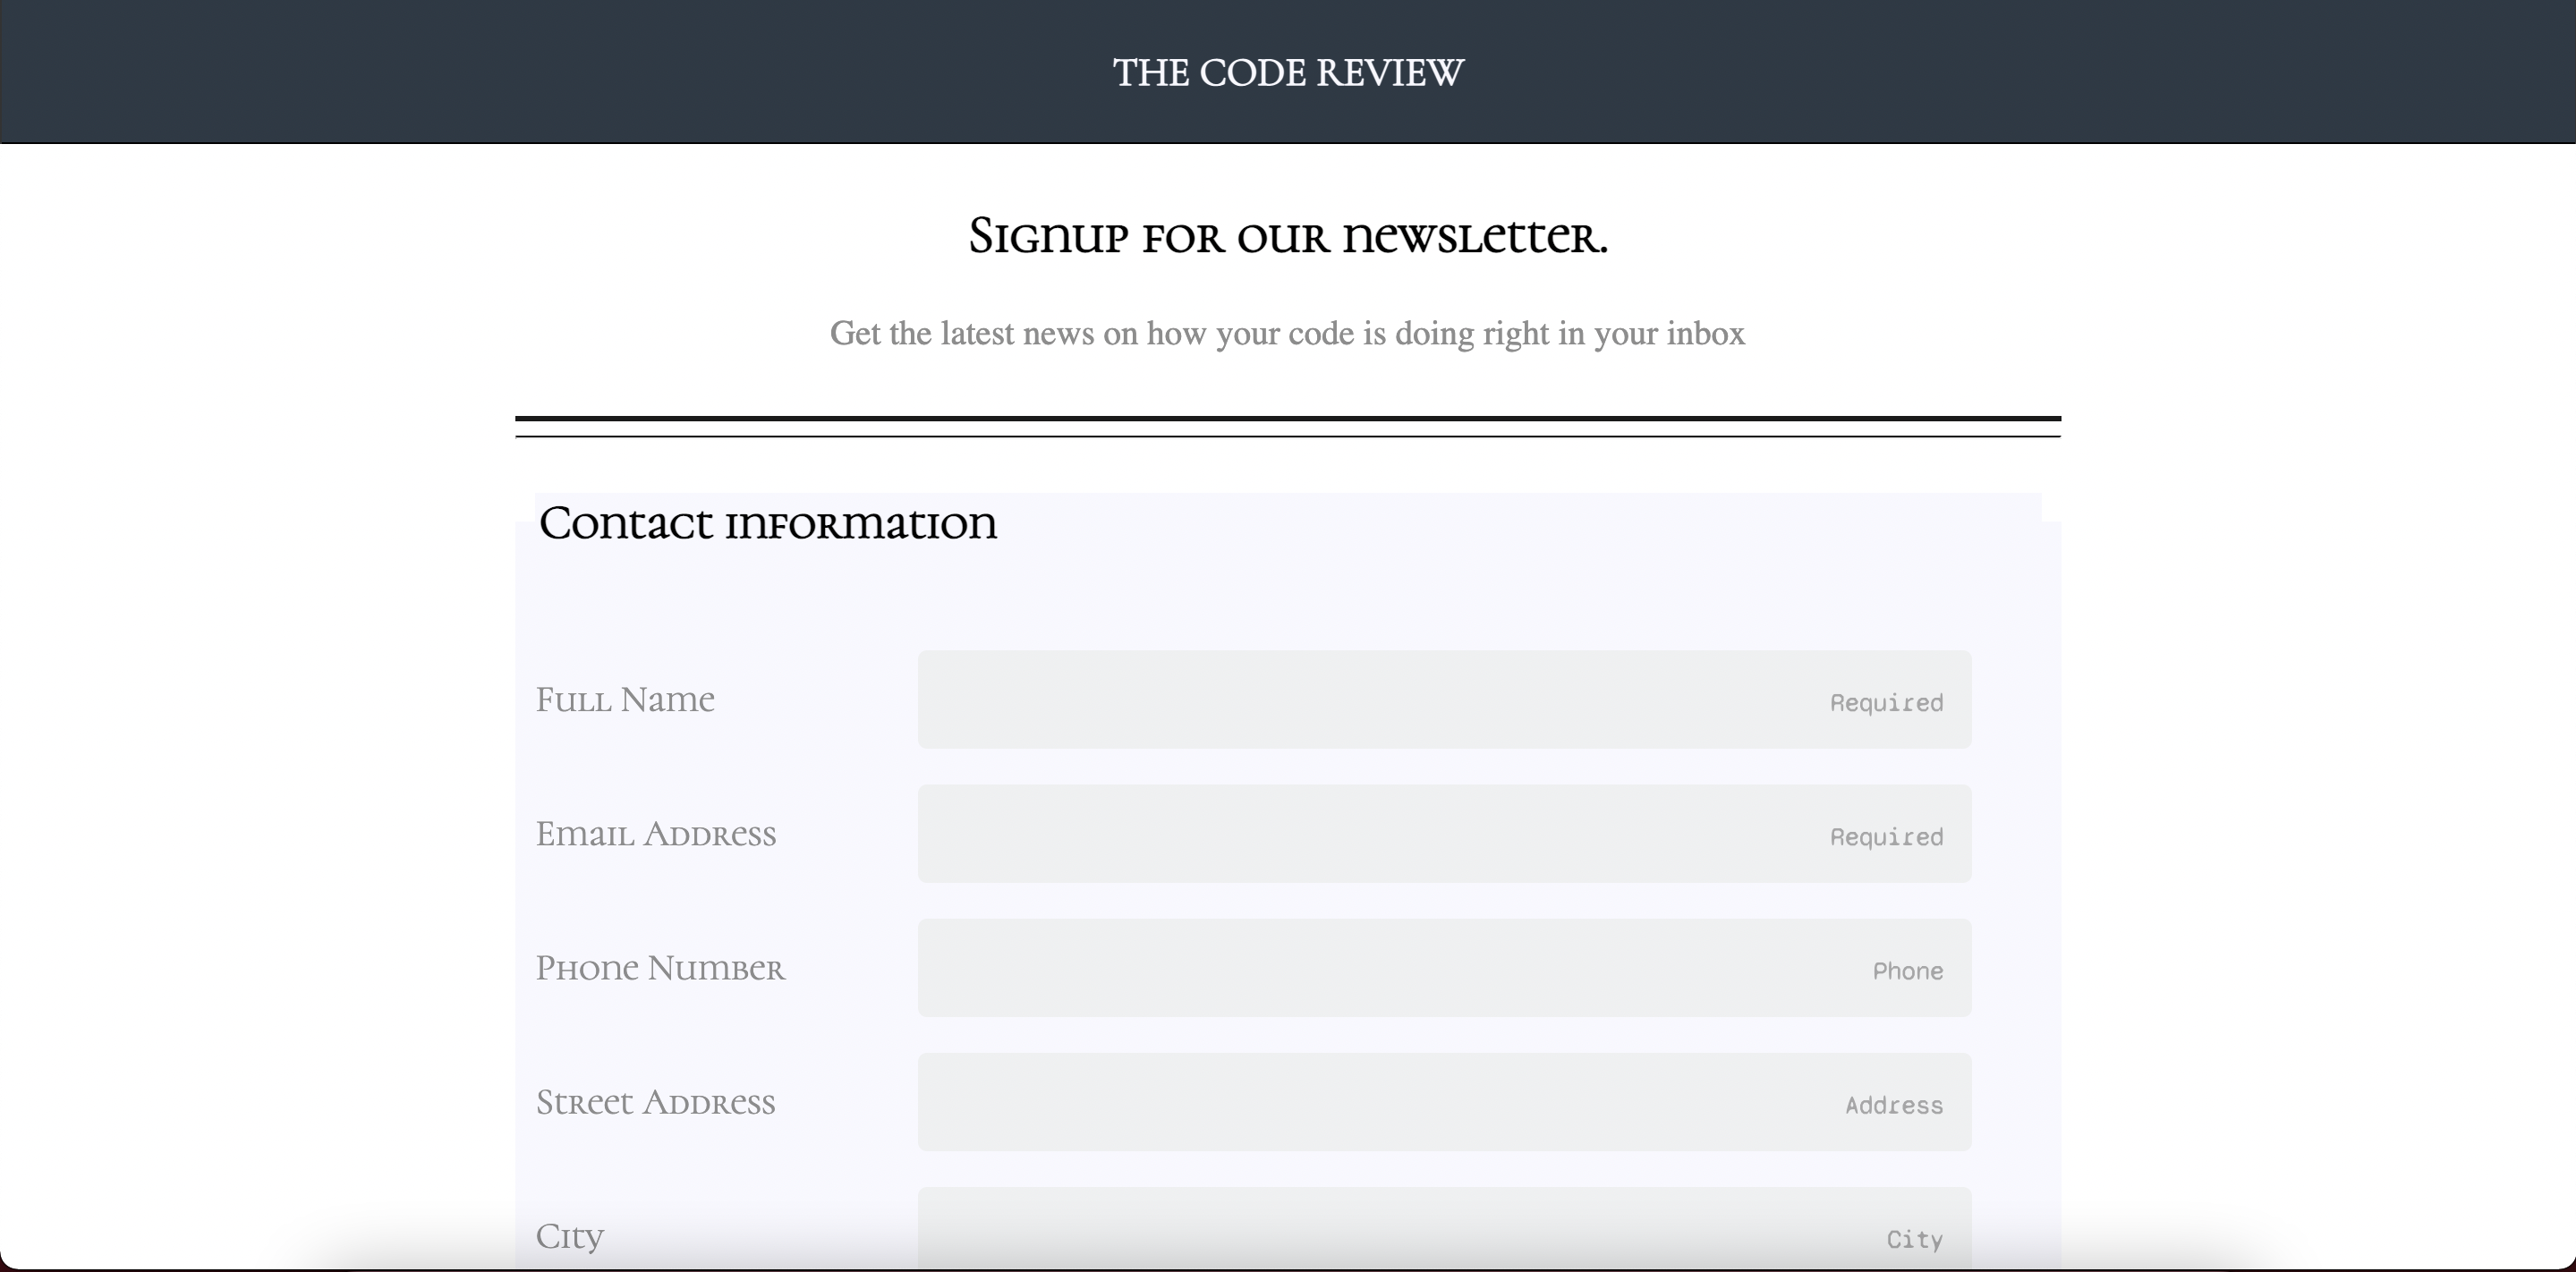 THE CODE REVIEW
Signup for our newsletter.
Get the latest news on how your code is doing right in your inbox
Contact information
Full Name
Required
Email Address
Required
Phone Number
Phone
Street Address
Address
City
City